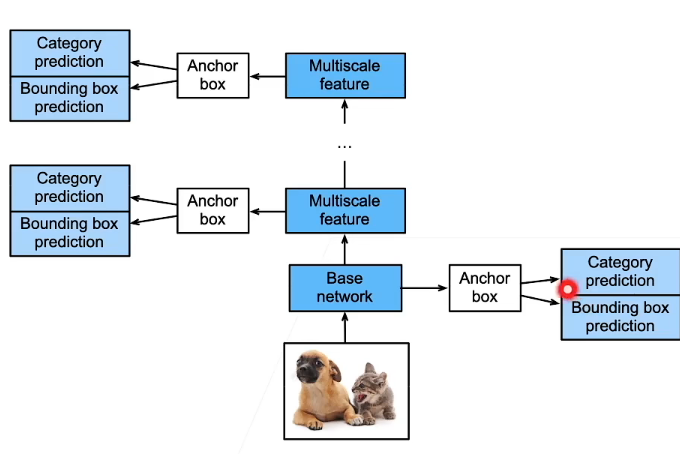 Category
prediction
Bounding box
prediction
Anchor
box
Multiscale
feature
...
Category
prediction
Bounding box
prediction
Anchor
box
Multiscale
feature
Base
network
Anchor
box
Category
prediction
Bounding box
prediction